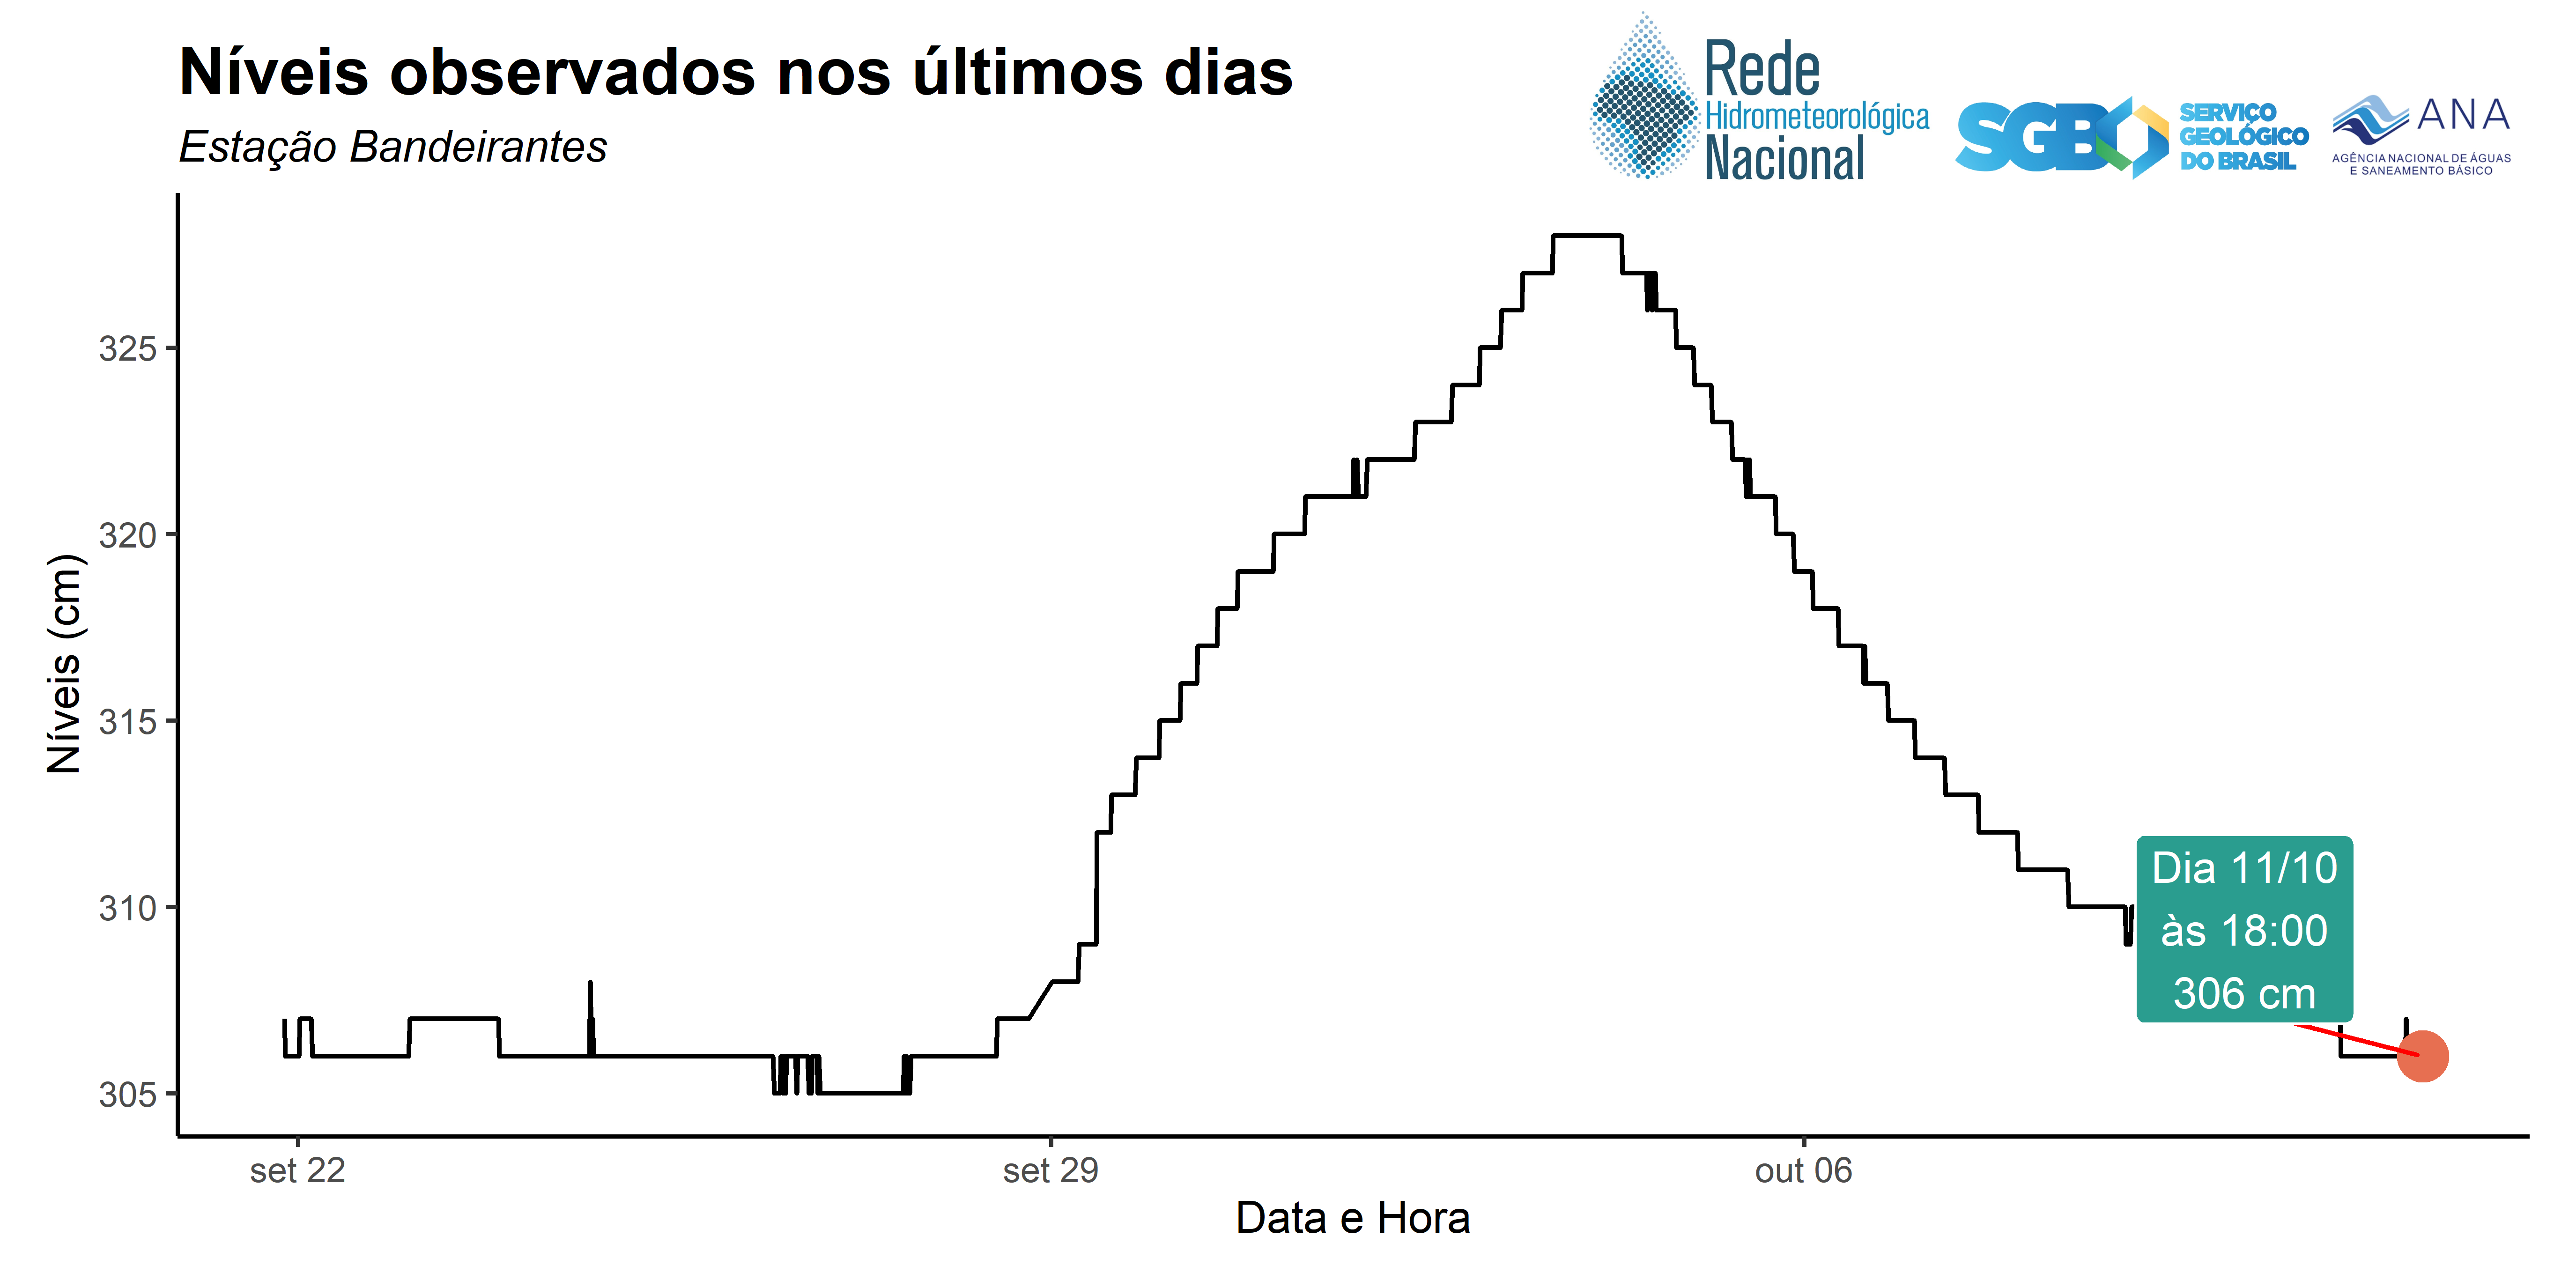 Níveis observados nos últimos dias
Estação Bandeirantes
Rede
Hidrometeorológica
Nacional
SGB
SERVIÇO
GEOLÓGICO
DO BRASIL
ANA
AGÊNCIA NACIONAL DE ÁGUAS
E SANEAMENTO BÁSICO
Níveis (cm)
325
320
315
310
305
Dia 11/10
às 18:00
306 cm
set 22
set 29
out 06
Data e Hora